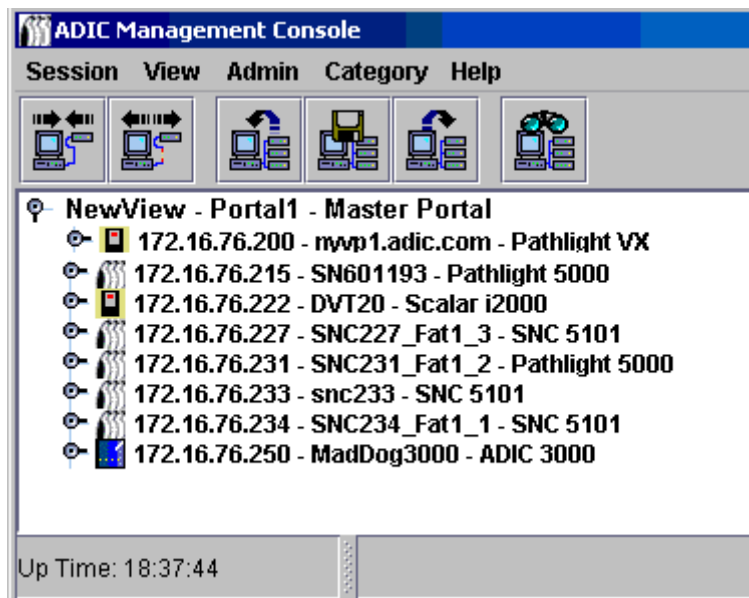 ADIC Management Console
Session View Admin Category Help
NewView - Portal1 - Master Portal
172.16.76.200 - nyvp1.adic.com - Pathlight VX
172.16.76.215 - SN601193 - Pathlight 5000
172.16.76.222 - DVT20 - Scalar i2000
172.16.76.227 - SNC227_Fat1_3 - SNC 5101
172.16.76.231 - SNC231_Fat1_2 - Pathlight 5000
172.16.76.233 - snc233 - SNC 5101
172.16.76.234 - SNC234_Fat1_1 - SNC 5101
172.16.76.250 - MadDog3000 - ADIC 3000
Up Time: 18:37:44